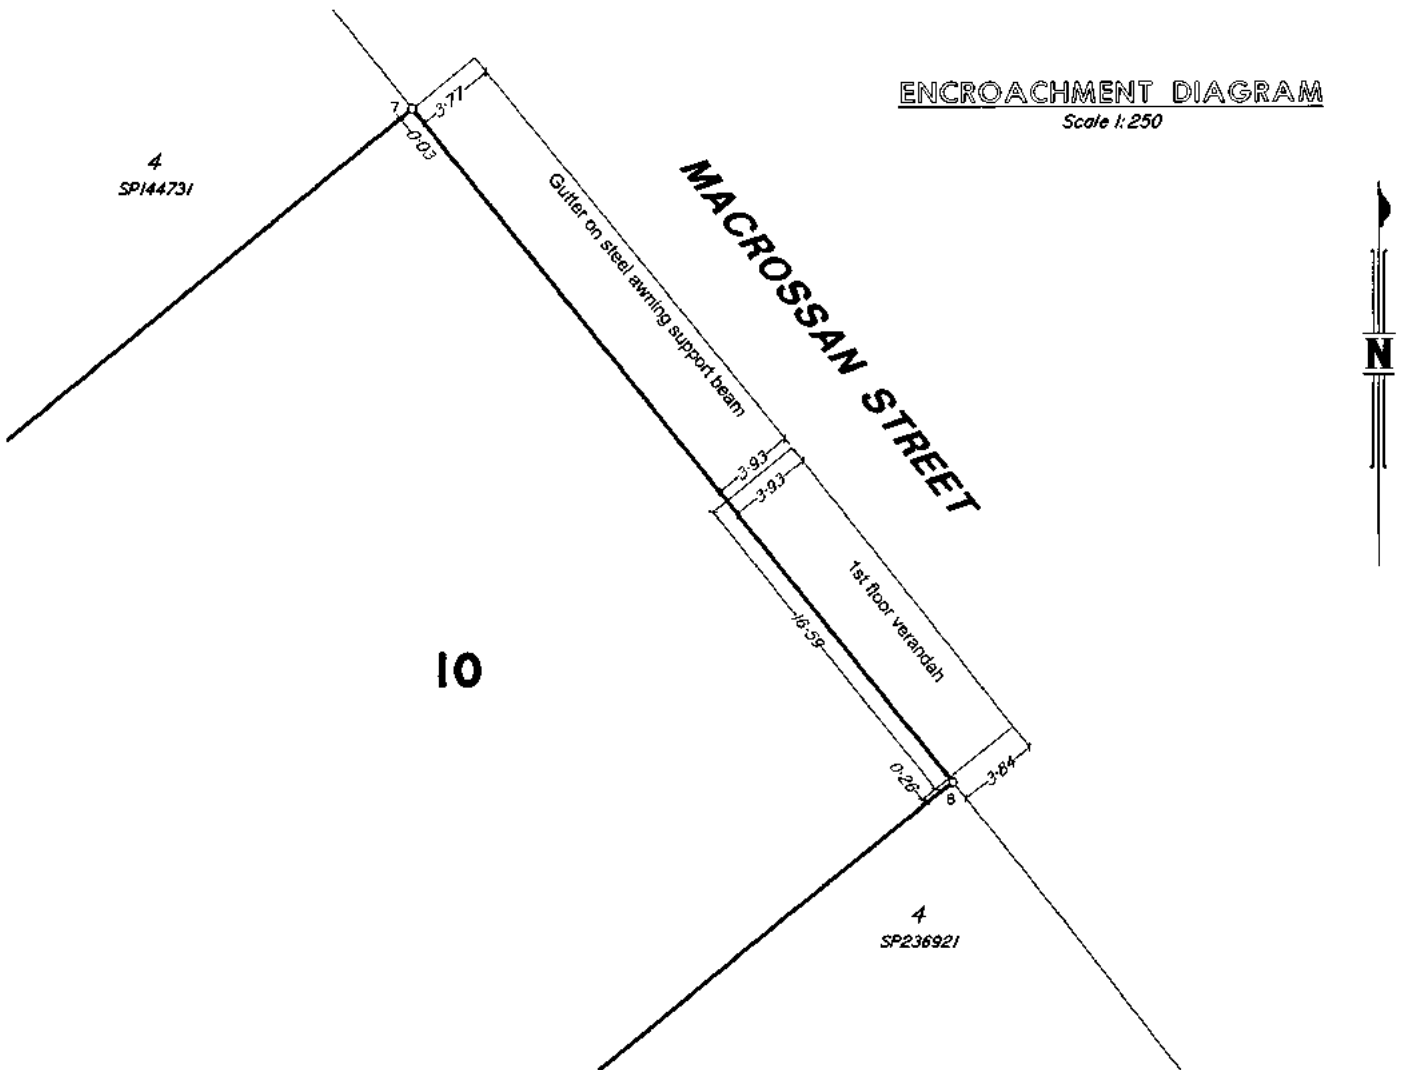 ENCROACHMENT DIAGRAM
Scale 1:250
7
3·77
0·03
4
SP144731
Gutter on steel awning support beam
MACROSSAN STREET
N
3·93
3·93
16·59
1st floor verandah
10
0·26
8
3·84
4
SP236921